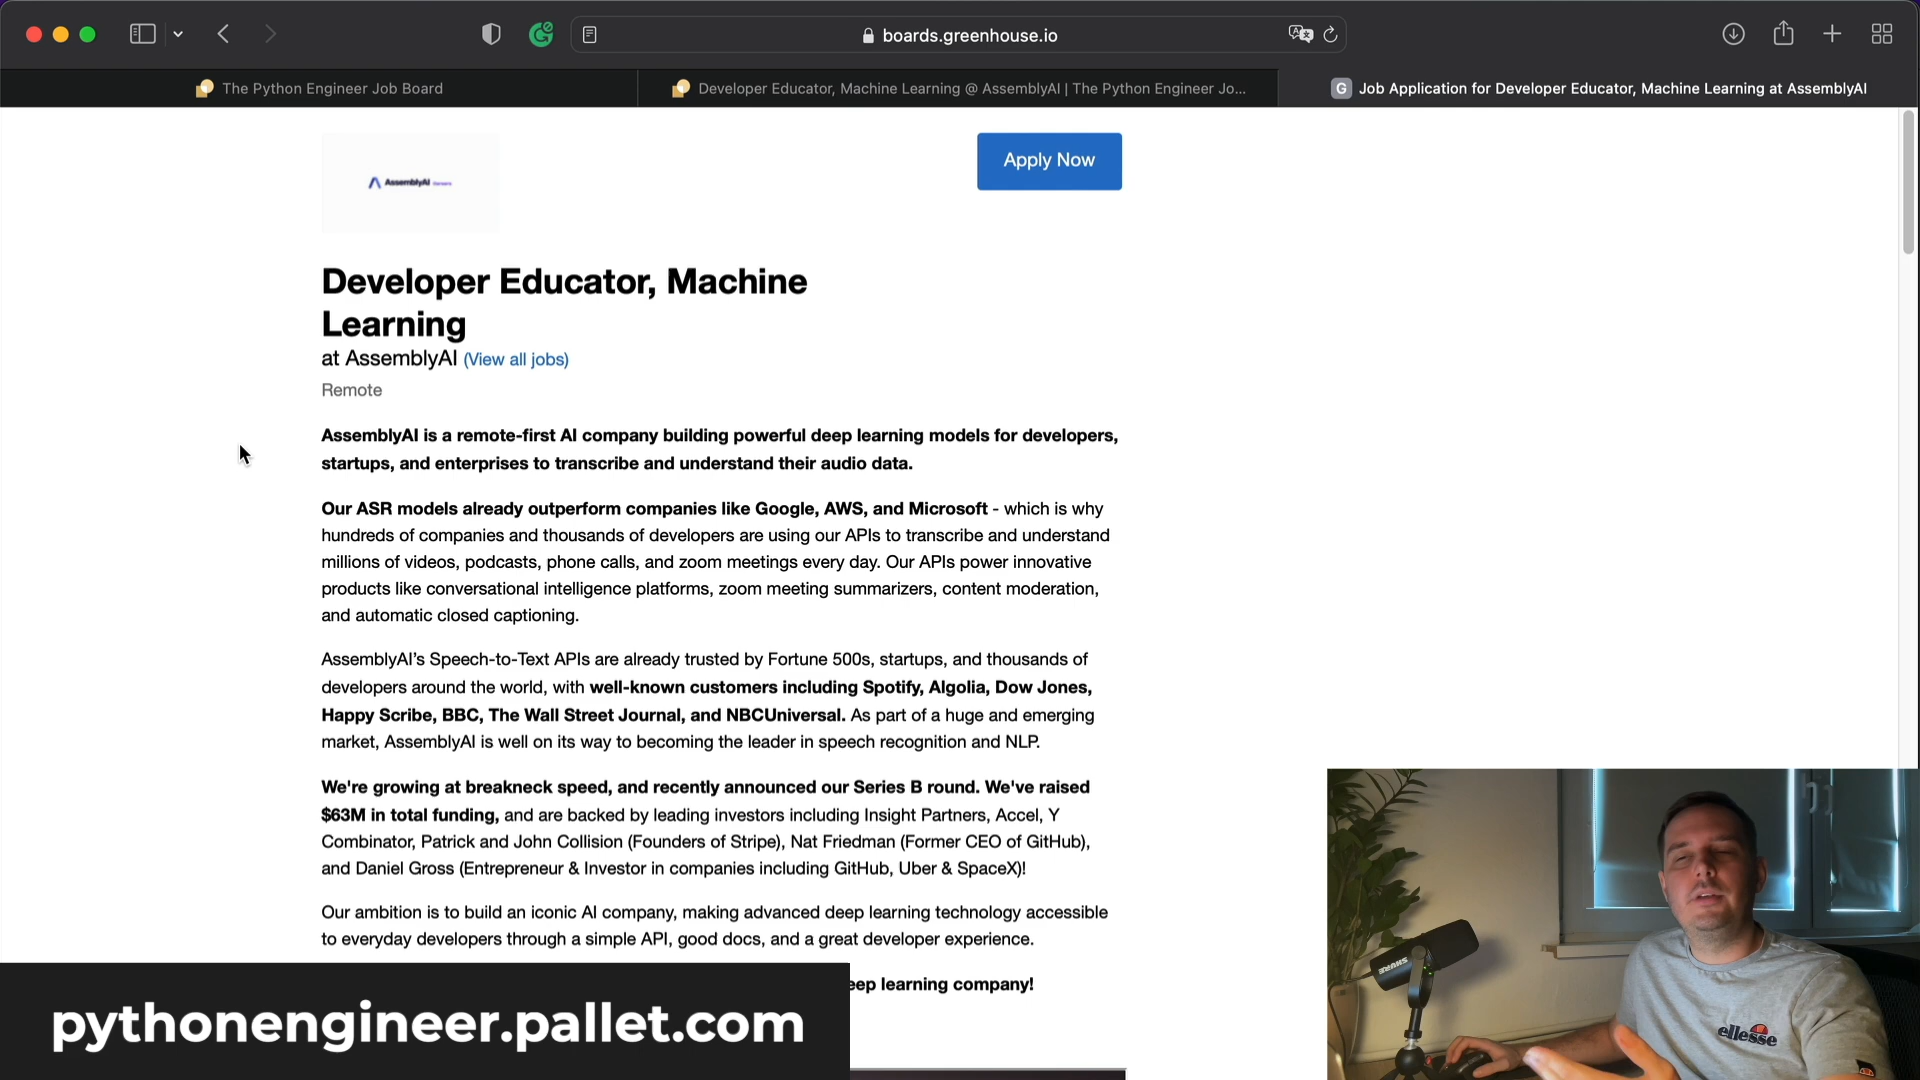 boards.greenhouse.io
The Python Engineer Job Board
Developer Educator, Machine Learning @ AssemblyAI | The Python Engineer Jo...
G Job Application for Developer Educator, Machine Learning at AssemblyAI
AssemblyAI
Apply Now
Developer Educator, Machine
Learning
at AssemblyAI (View all jobs)
Remote
AssemblyAI is a remote-first AI company building powerful deep learning models for developers,
startups, and enterprises to transcribe and understand their audio data.
Our ASR models already outperform companies like Google, AWS, and Microsoft - which is why
hundreds of companies and thousands of developers are using our APIs to transcribe and understand
millions of videos, podcasts, phone calls, and zoom meetings every day. Our APIs power innovative
products like conversational intelligence platforms, zoom meeting summarizers, content moderation,
and automatic closed captioning.
AssemblyAI's Speech-to-Text APIs are already trusted by Fortune 500s, startups, and thousands of
developers around the world, with well-known customers including Spotify, Algolia, Dow Jones,
Happy Scribe, BBC, The Wall Street Journal, and NBCUniversal. As part of a huge and emerging
market, AssemblyAI is well on its way to becoming the leader in speech recognition and NLP.
We're growing at breakneck speed, and recently announced our Series B round. We've raised
$63M in total funding, and are backed by leading investors including Insight Partners, Accel, Y
Combinator, Patrick and John Collision (Founders of Stripe), Nat Friedman (Former CEO of GitHub),
and Daniel Gross (Entrepreneur & Investor in companies including GitHub, Uber & SpaceX)!
Our ambition is to build an iconic AI company, making advanced deep learning technology accessible
to everyday developers through a simple API, good docs, and a great developer experience.
eep learning company!
pythonengineer.pallet.com
SHURE
ellesse